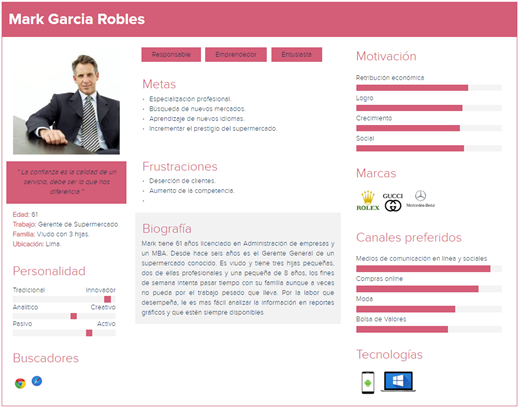 Mark Garcia Robles
" La confianza es la calidad de un
servicio, debe ser lo que nos
diferencia "
Edad: 61
Trabajo: Gerente de Supermercado
Familia: Viudo con 3 hijas.
Ubicación: Lima.
Personalidad
Tradicional Innovador
Analítico Creativo
Pasivo Activo
Buscadores
Responsable Emprendedor Entusiasta
Metas
- Especialización profesional.
- Búsqueda de nuevos mercados.
- Aprendizaje de nuevos idiomas.
- Incrementar el prestigio del supermercado.
Frustraciones
- Deserción de clientes.
- Aumento de la competencia.
-
Biografía
Mark tiene 61 años licenciado en Administración de empresas y
un MBA. Desde hace seis años es el Gerente General de un
supermercado conocido. Es viudo y tiene tres hijas pequeñas,
dos de ellas profesionales y una pequeña de 8 años, los fines
de semana intenta pasar tiempo con su familia aunque a veces
no puede por el trabajo pesado que lleva. Por la labor que
desempeña, le es mas fácil analizar la información en reportes
gráficos y que estén siempre disponibles
Motivación
Retribución económica
Logro
Crecimiento
Social
Marcas
ROLEX
GUCCI
Mercedes-Benz
Canales preferidos
Medios de comunicación en línea y sociales
Compras online
Moda
Bolsa de Valores
Tecnologías